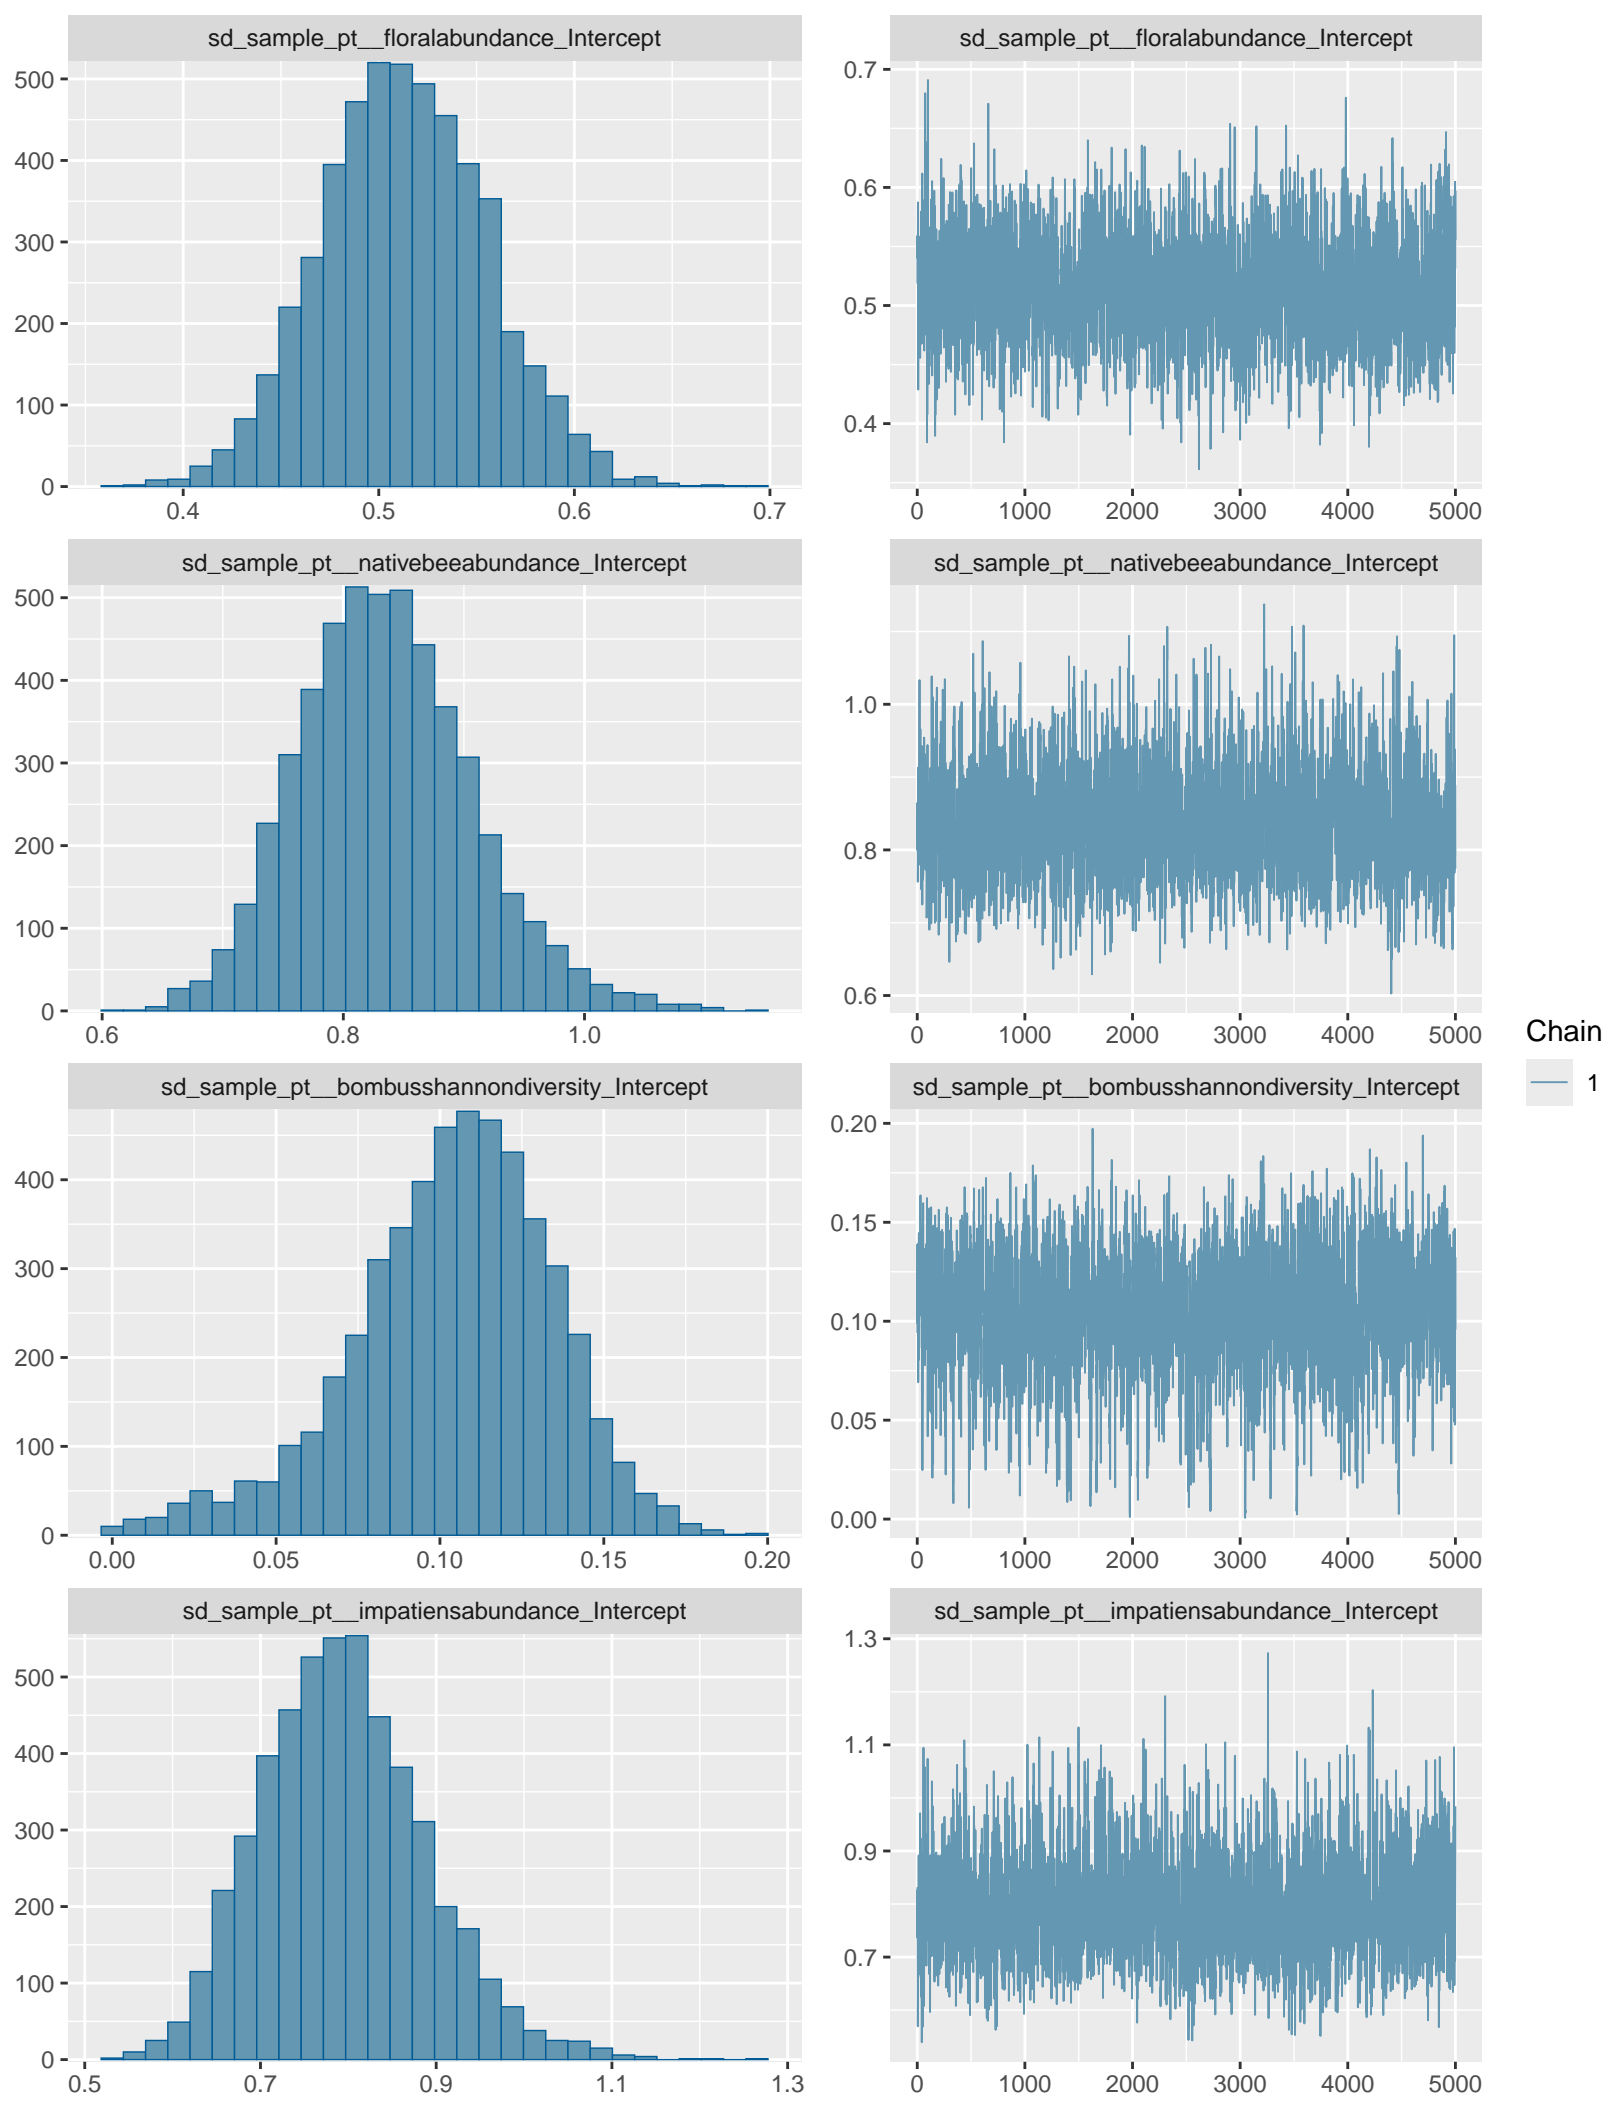 sd_sample_pt__floralabundance_Intercept
sd_sample_pt__floralabundance_Intercept
500
400
300
200
100
0
0.4 0.5 0.6 0.7
0.7
0.6
0.5
0.4
0 1000 2000 3000 4000 5000
sd_sample_pt__nativebeeabundance_Intercept
sd_sample_pt__nativebeeabundance_Intercept
500
400
300
200
100
0
0.6 0.8 1.0
1.0
0.8
0.6
0 1000 2000 3000 4000 5000
Chain
1
sd_sample_pt__bombusshannondiversity_Intercept
sd_sample_pt__bombusshannondiversity_Intercept
400
300
200
100
0
0.00 0.05 0.10 0.15 0.20
0.20
0.15
0.10
0.05
0.00
0 1000 2000 3000 4000 5000
sd_sample_pt__impatiensabundance_Intercept
sd_sample_pt__impatiensabundance_Intercept
500
400
300
200
100
0
0.5 0.7 0.9 1.1 1.3
1.3
1.1
0.9
0.7
0 1000 2000 3000 4000 5000